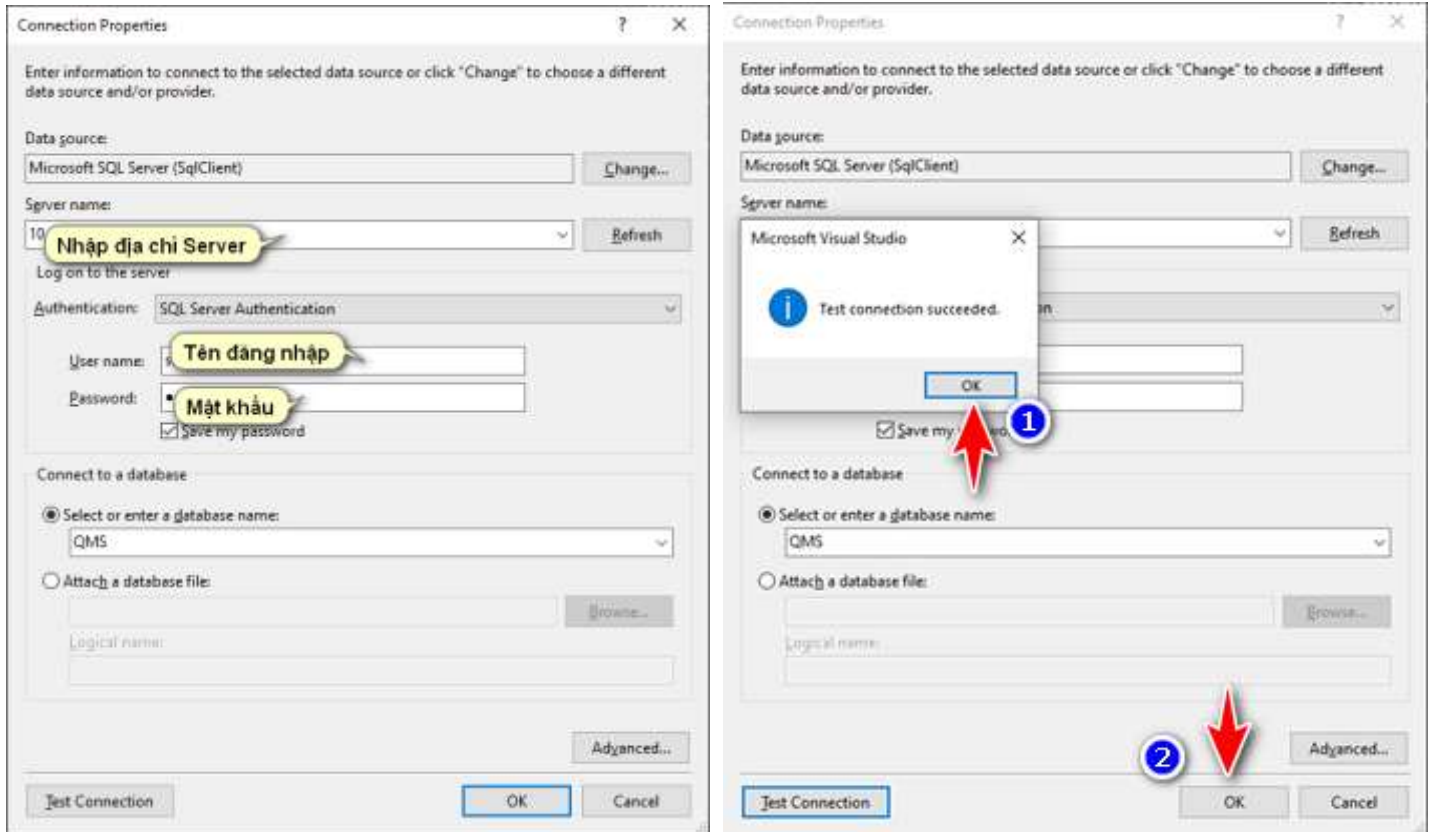 Connection Properties
Enter information to connect to the selected data source or click "Change" to choose a different
data source and/or provider.
Data source:
Microsoft SQL Server (SqlClient)
Change...
Server name:
10
Nhập địa chỉ Server
Refresh
Log on to the server
Authentication:
SQL Server Authentication
User name:
s
Tên đăng nhập
Password:
Mật khẩu
Save my password
Connect to a database
Select or enter a database name:
QMS
Attach a database file:
Browse...
Logical name:
Advanced...
Test Connection
OK
Cancel
Connection Properties
Enter information to connect to the selected data source or click "Change" to choose a different
data source and/or provider.
Data source:
Microsoft SQL Server (SqlClient)
Change...
Server name:
Refresh
Microsoft Visual Studio
Test connection succeeded.
on
OK
1
Save my
Connect to a database
Select or enter a database name:
QMS
Attach a database file:
Browse...
Logical name:
2
Advanced...
Test Connection
OK
Cancel